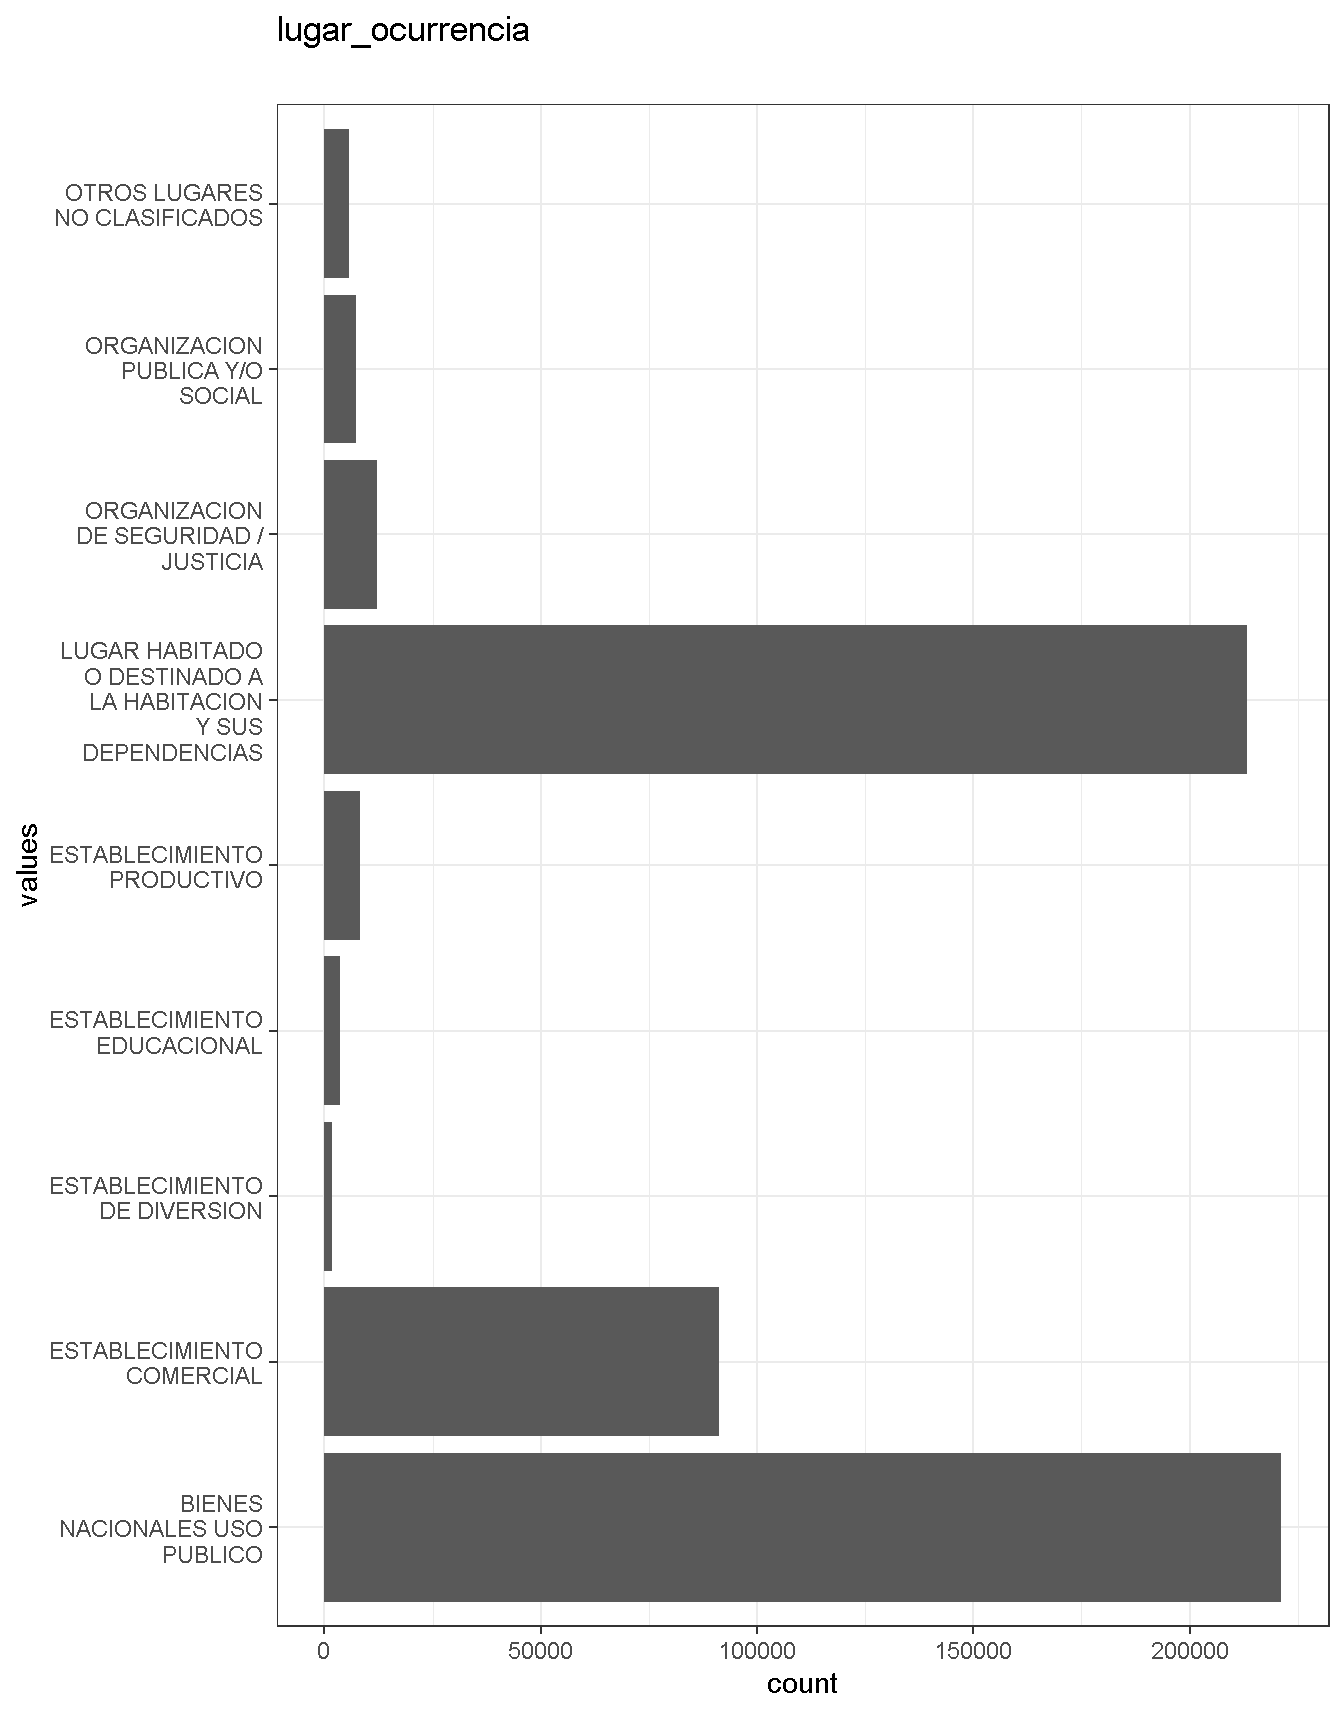 lugar_ocurrencia
OTROS LUGARES
NO CLASIFICADOS
ORGANIZACION
PUBLICA Y/O
SOCIAL
ORGANIZACION
DE SEGURIDAD /
JUSTICIA
LUGAR HABITADO
O DESTINADO A
LA HABITACION
Y SUS
DEPENDENCIAS
values
ESTABLECIMIENTO
PRODUCTIVO
ESTABLECIMIENTO
EDUCACIONAL
ESTABLECIMIENTO
DE DIVERSION
ESTABLECIMIENTO
COMERCIAL
BIENES
NACIONALES USO
PUBLICO
0 50000 100000 150000 200000
count